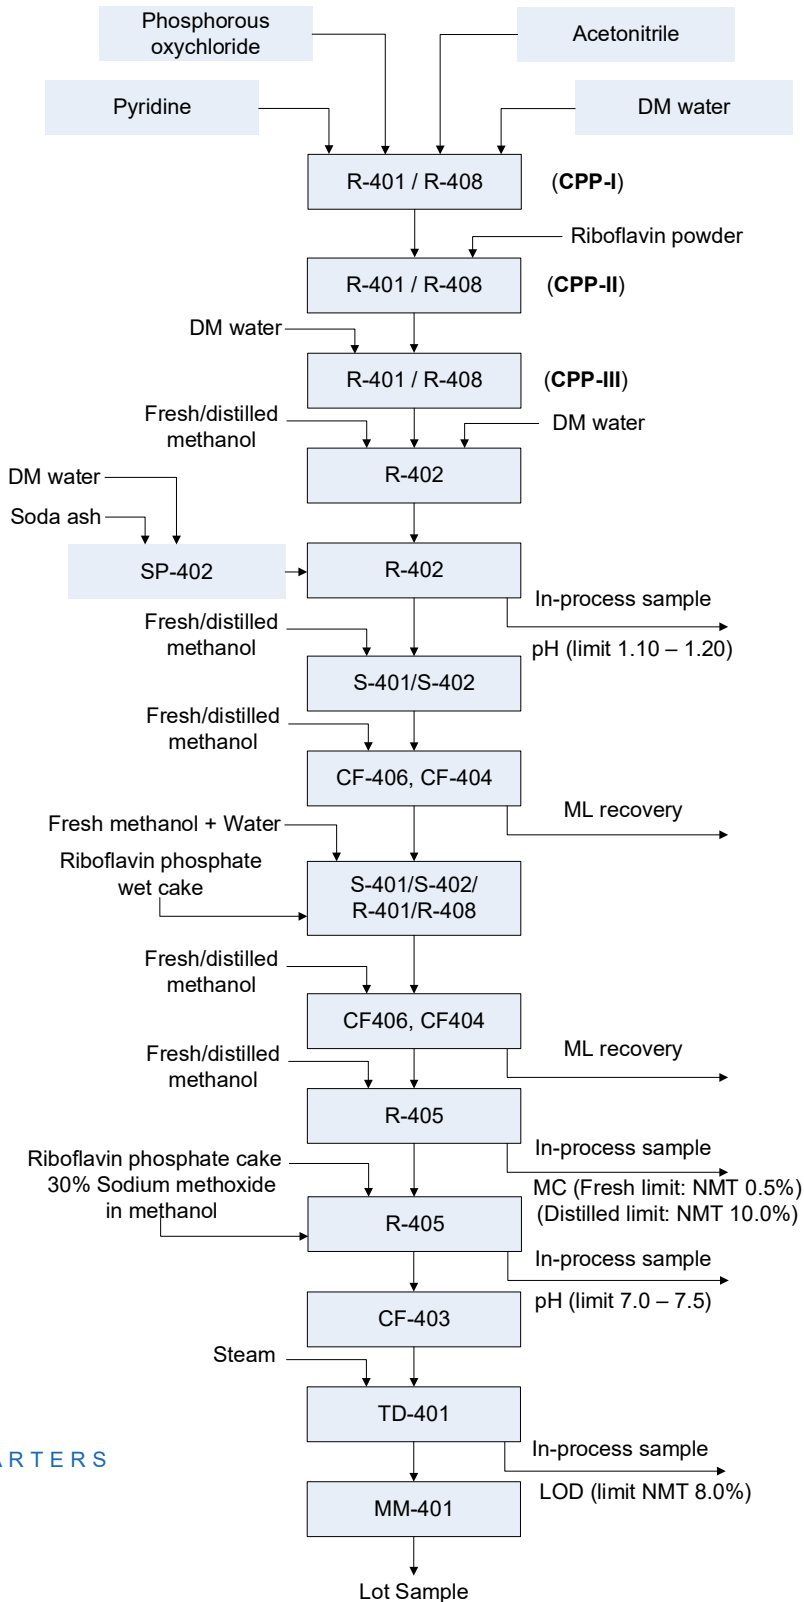 Phosphorous
oxychloride
Acetonitrile
Pyridine
DM water
R-401 / R-408
(CPP-I)
Riboflavin powder
R-401 / R-408
(CPP-II)
DM water
R-401 / R-408
(CPP-III)
Fresh/distilled
methanol
DM water
R-402
DM water
Soda ash
SP-402
R-402
In-process sample
pH (limit 1.10 – 1.20)
Fresh/distilled
methanol
S-401/S-402
Fresh/distilled
methanol
CF-406, CF-404
ML recovery
Fresh methanol + Water
Riboflavin phosphate
wet cake
S-401/S-402/
R-401/R-408
Fresh/distilled
methanol
CF406, CF404
ML recovery
Fresh/distilled
methanol
R-405
In-process sample
MC (Fresh limit: NMT 0.5%)
(Distilled limit: NMT 10.0%)
Riboflavin phosphate cake
30% Sodium methoxide
in methanol
R-405
In-process sample
pH (limit 7.0 – 7.5)
CF-403
Steam
TD-401
In-process sample
LOD (limit NMT 8.0%)
ARTERS
MM-401
Lot Sample